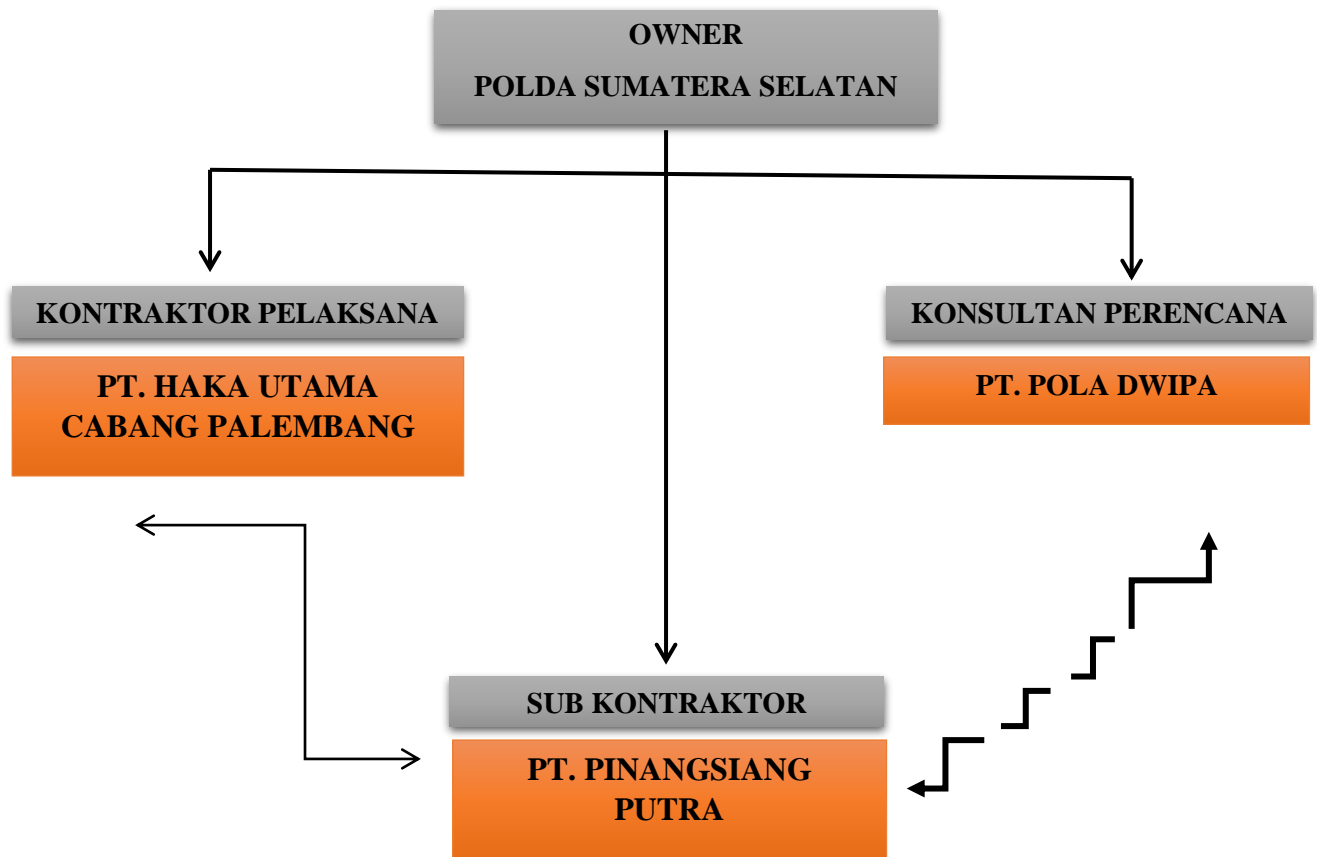 OWNER
POLDA SUMATERA SELATAN
KONTRAKTOR PELAKSANA
PT. HAKA UTAMA
CABANG PALEMBANG
KONSULTAN PERENCANA
PT. POLA DWIPA
SUB KONTRAKTOR
PT. PINANGSIANG
PUTRA